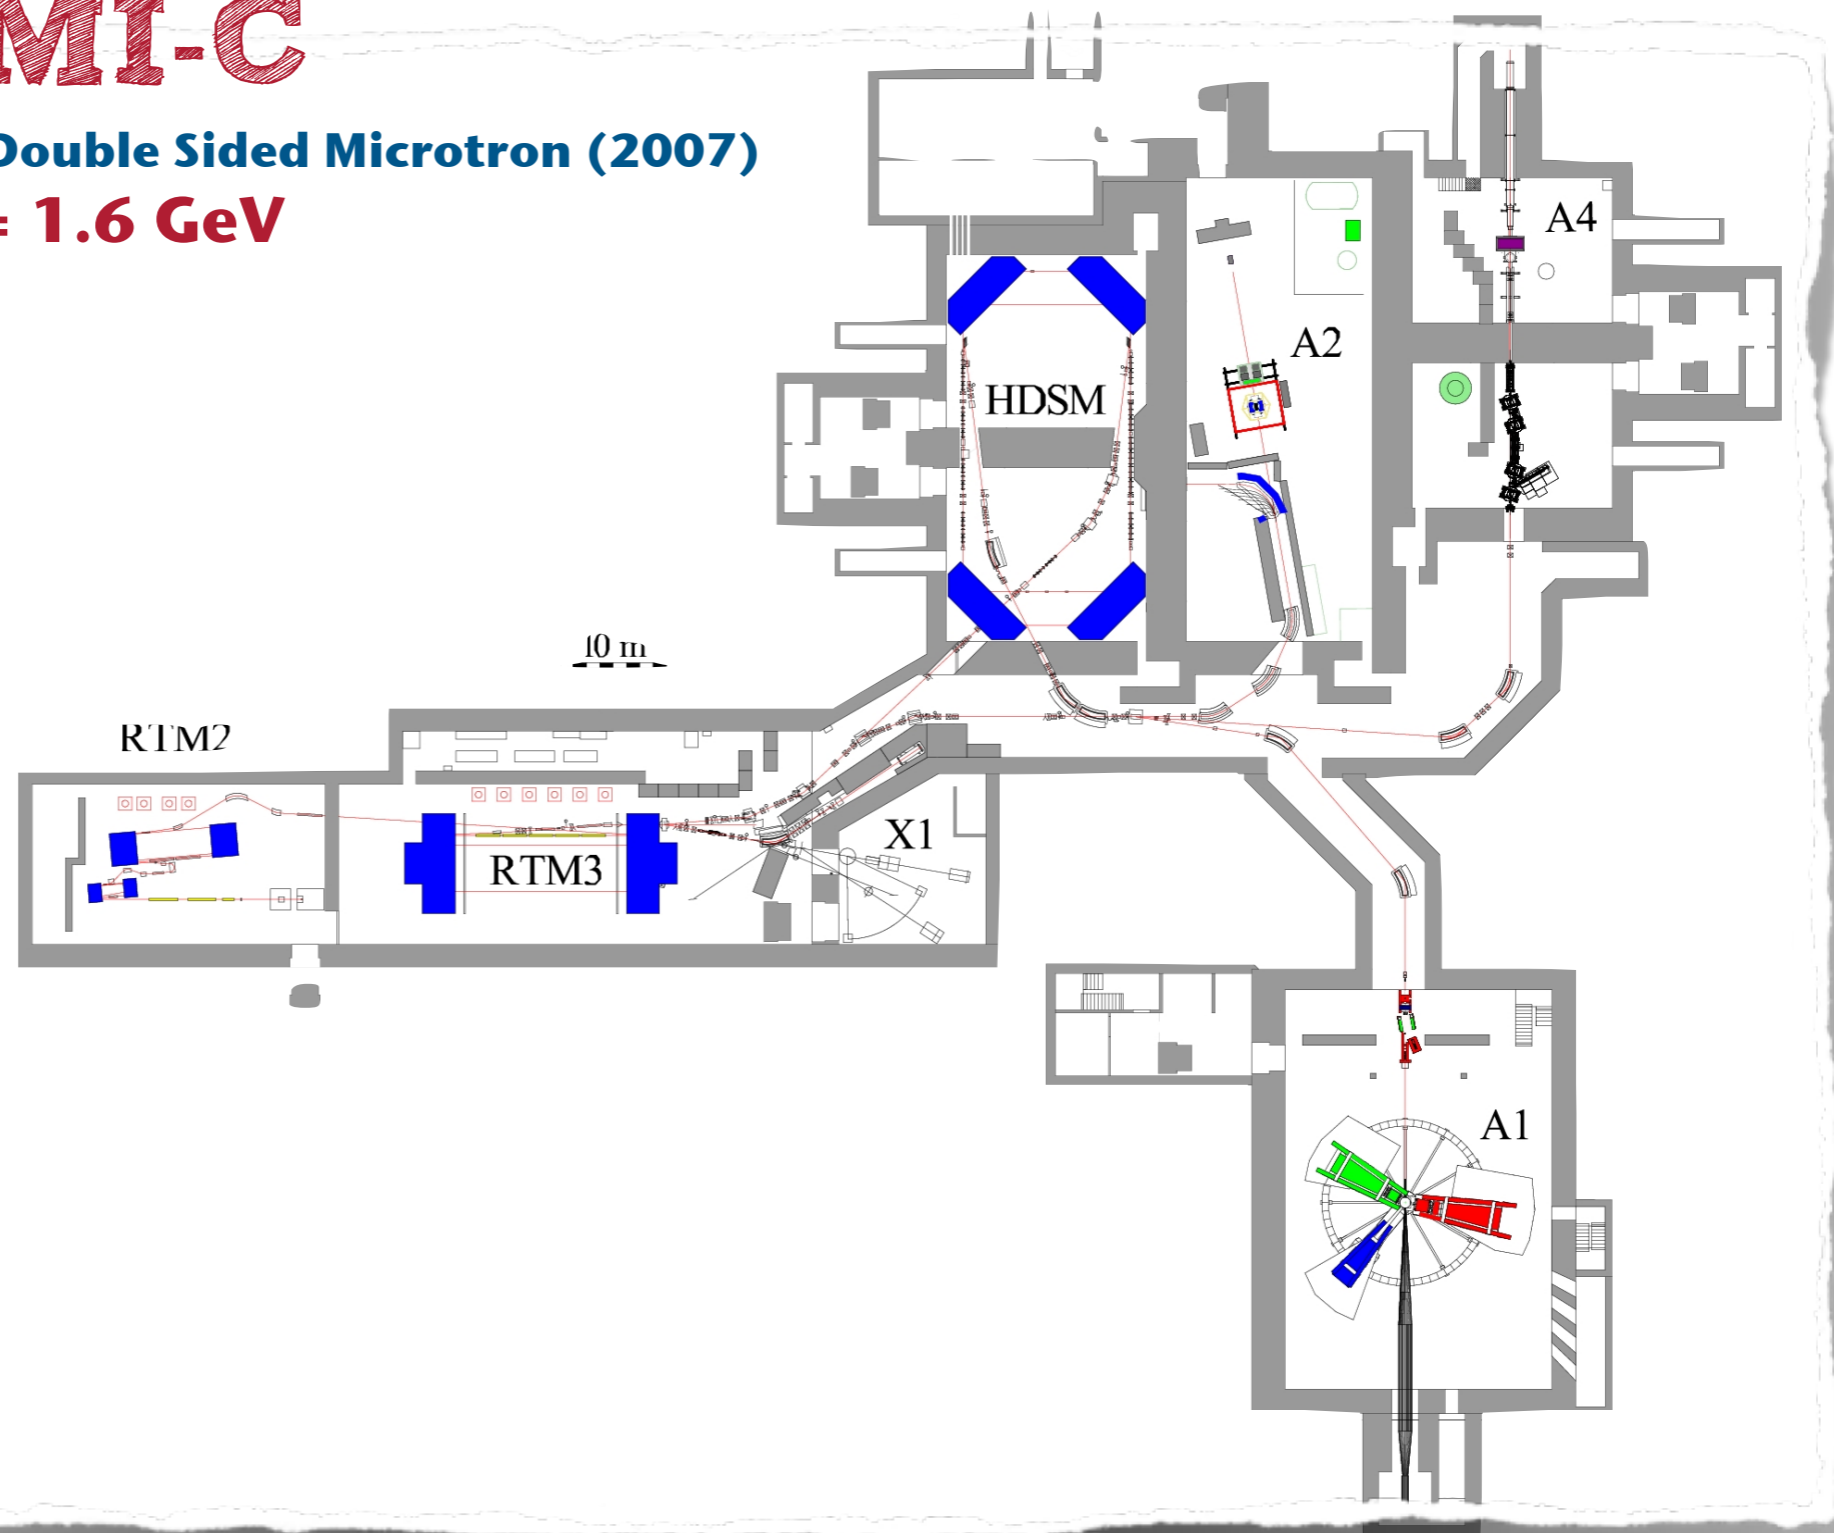 MI-C
Double Sided Microtron (2007)
= 1.6 GeV
A4
A2
HDSM
10 m
RTM2
X1
RTM3
A1